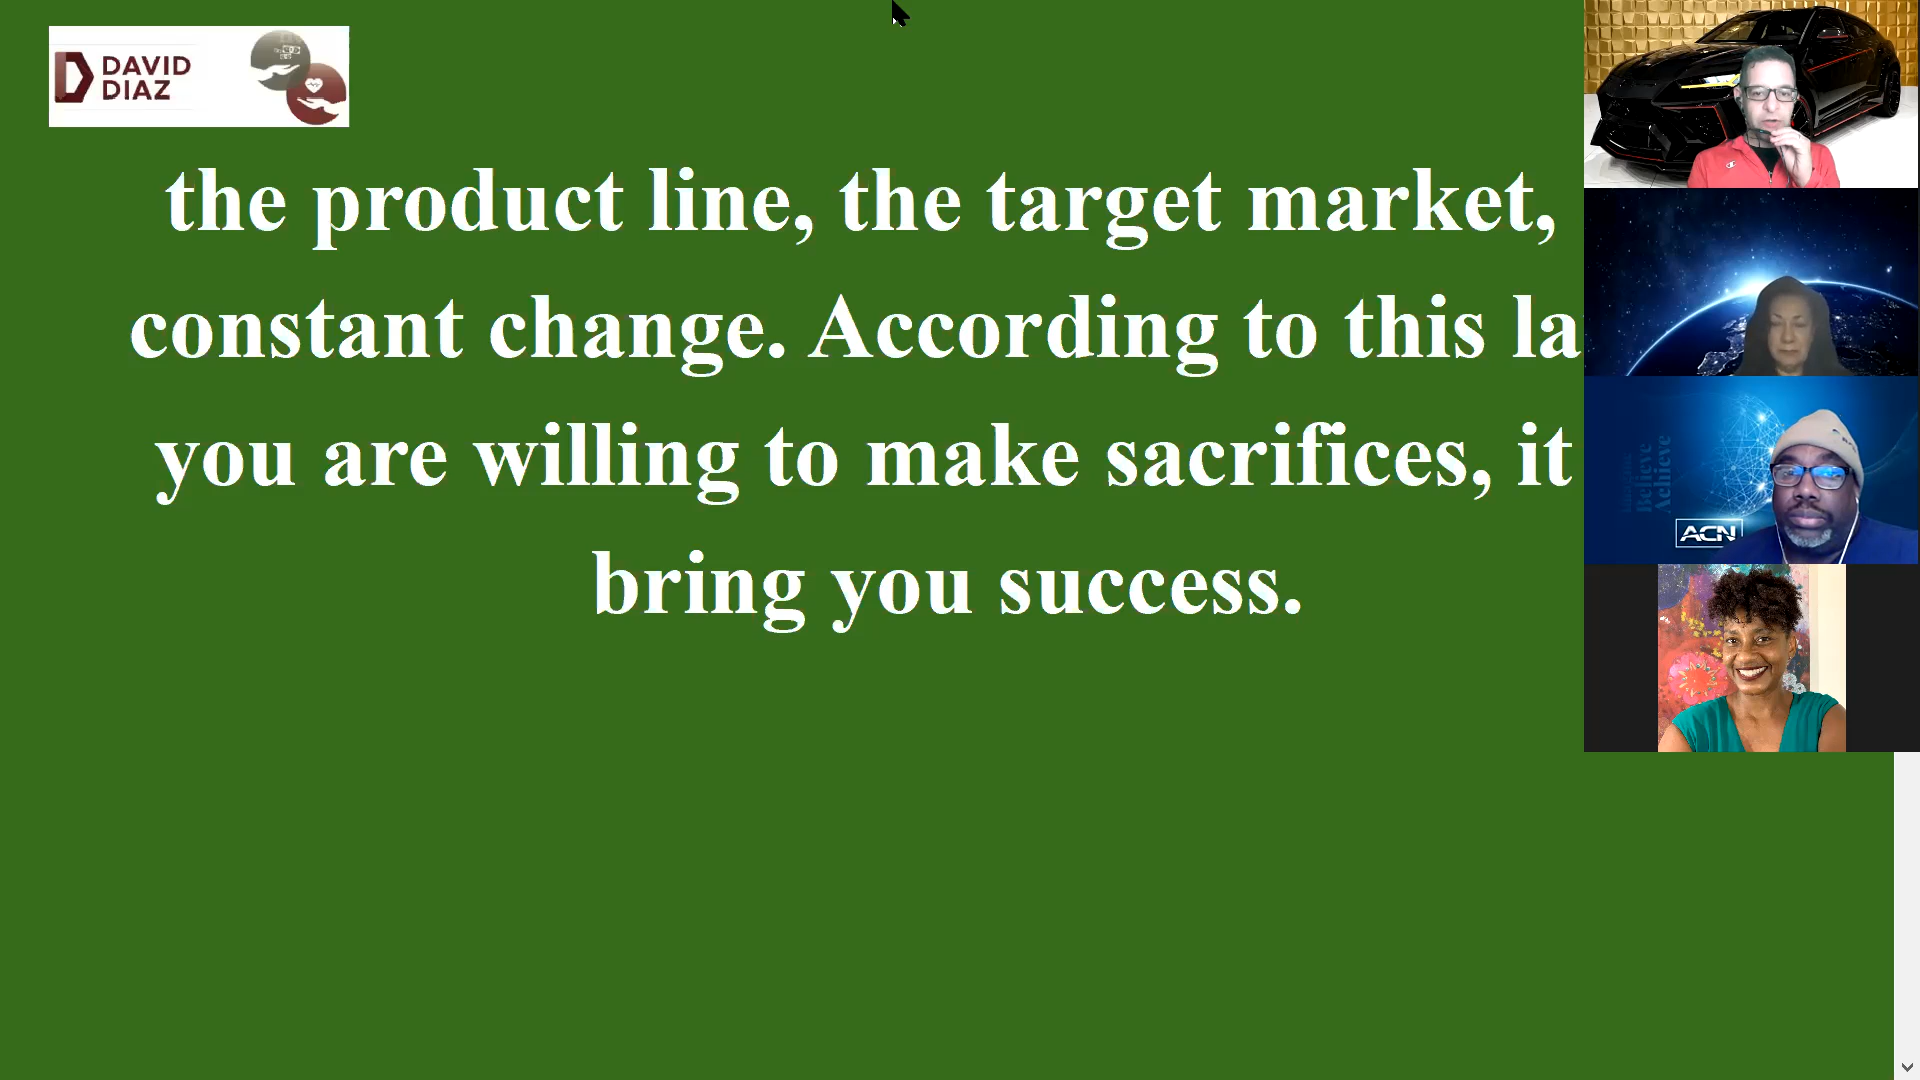 DAVID
DIAZ
the product line, the target market,
constant change. According to this
you are willing to make sacrifices, it
bring you success.
Believe
Achieve
ACN